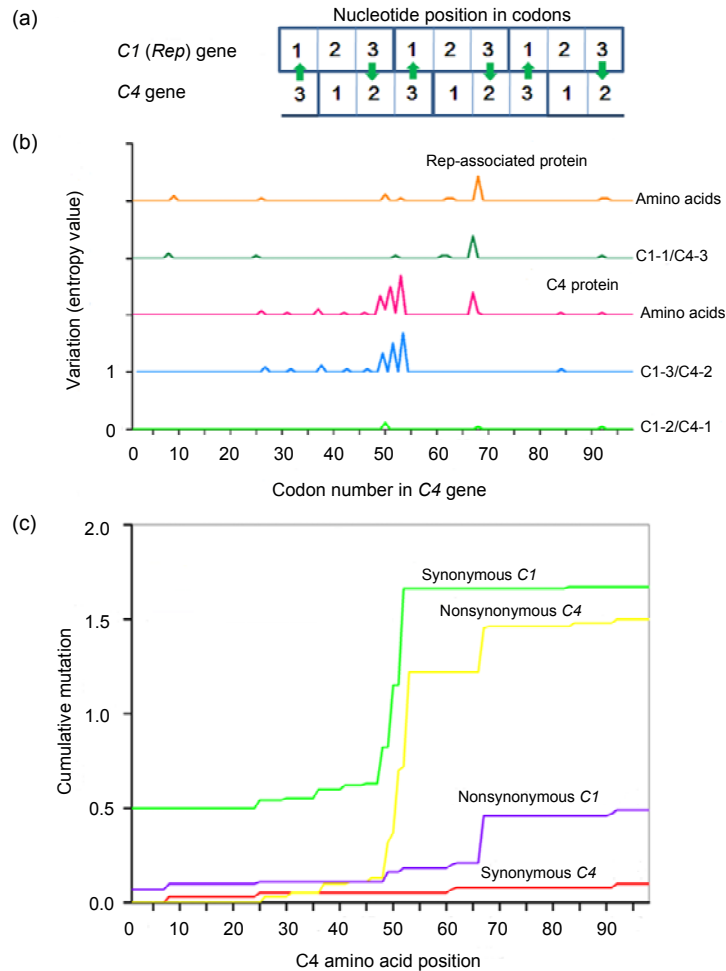 (a)
Nucleotide position in codons
C1 (Rep) gene
1 2 3 1 2 3 1 2 3
C4 gene
3 1 2 3 1 2 3 1 2
(b)
Rep-associated protein
Amino acids
C1-1/C4-3
C4 protein
Amino acids
C1-3/C4-2
C1-2/C4-1
Variation (entropy value)
1
0
10 20 30 40 50 60 70 80 90
Codon number in C4 gene
(c)
2.0
1.5
1.0
0.5
0.0
Cumulative mutation
Synonymous C1
Nonsynonymous C4
Nonsynonymous C1
Synonymous C4
0 10 20 30 40 50 60 70 80 90
C4 amino acid position